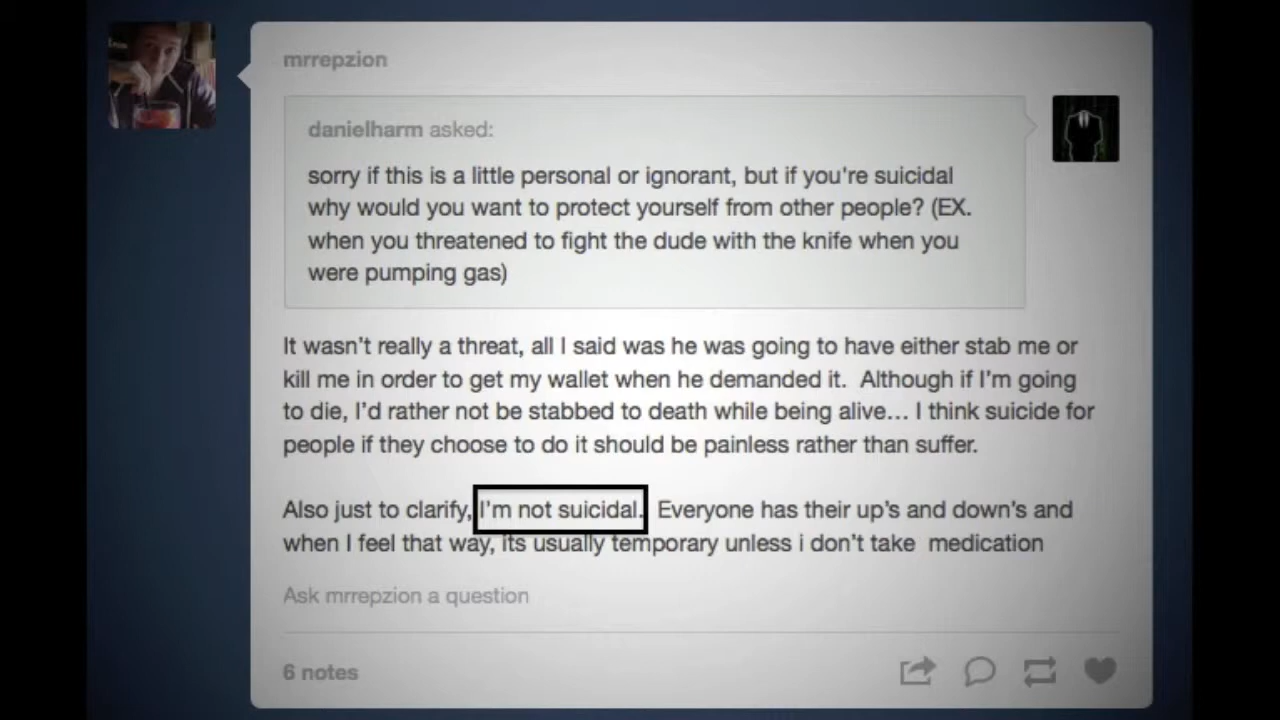 mrrepzion
danielharm asked:
sorry if this is a little personal or ignorant, but if you're suicidal
why would you want to protect yourself from other people? (EX.
when you threatened to fight the dude with the knife when you
were pumping gas)
It wasn't really a threat, all I said was he was going to have either stab me or
kill me in order to get my wallet when he demanded it.  Although if I'm going
to die, I'd rather not be stabbed to death while being alive... I think suicide for
people if they choose to do it should be painless rather than suffer.
Also just to clarify, I'm not suicidal.  Everyone has their up's and down's and
when I feel that way, its usually temporary unless i don't take  medication
Ask mrrepzion a question
6 notes